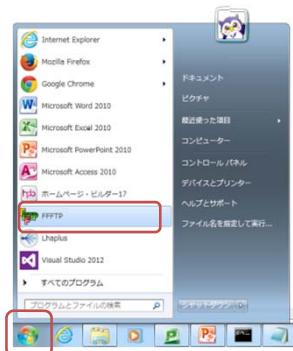 Internet Explorer
Mozilla Firefox
Google Chrome
Microsoft Word 2010
Microsoft Excel 2010
Microsoft PowerPoint 2010
Microsoft Access 2010
ホームページ・ビルダー17
FFFTP
Lhaplus
Visual Studio 2012
すべてのプログラム
プログラムとファイルの検索
ドキュメント
ピクチャ
最近使った項目
コンピューター
コントロール パネル
デバイスとプリンター
ヘルプとサポート
ファイル名を指定して実行...
シャットダウン